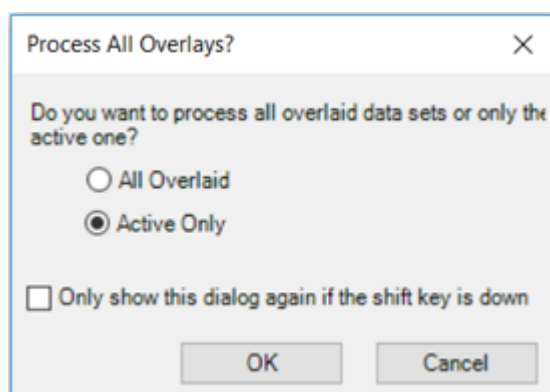 Process All Overlays?
Do you want to process all overlaid data sets or only the
active one?
All Overlaid
Active Only
Only show this dialog again if the shift key is down
OK
Cancel